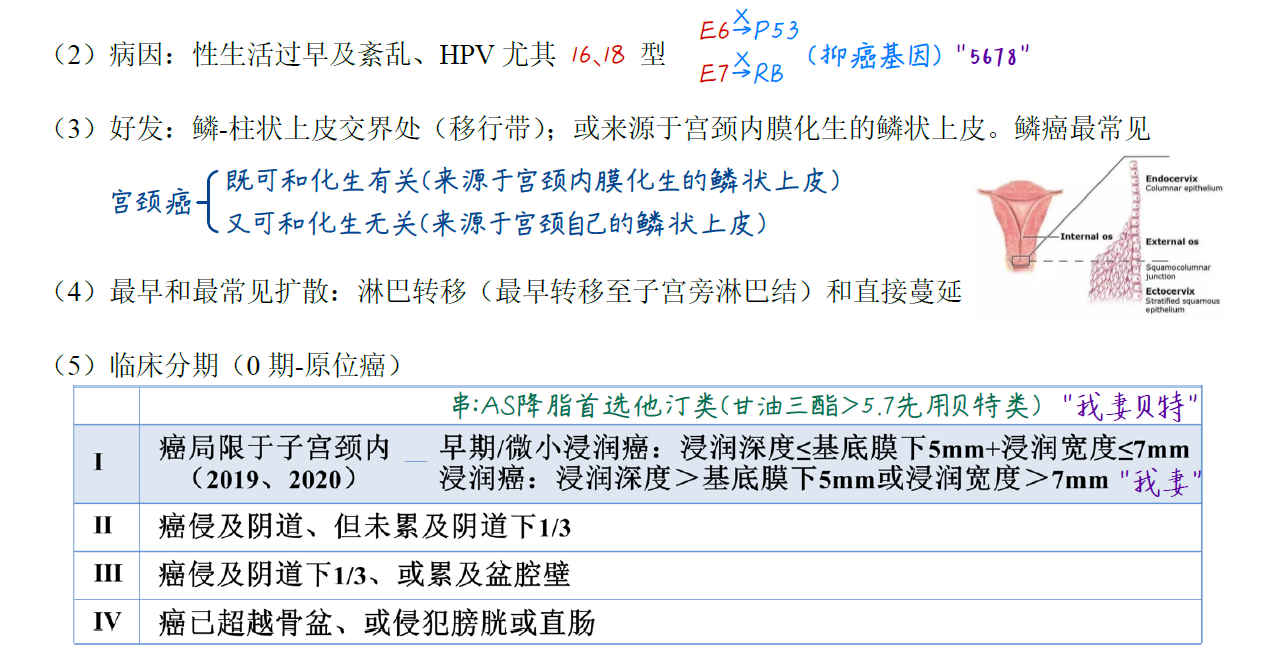 （2）病因：性生活过早及紊乱、HPV 尤其 16、18 型
E6 X→ P53
E7 X→ RB
（抑癌基因）"5678"
（3）好发：鳞-柱状上皮交界处（移行带）；或来源于宫颈内膜化生的鳞状上皮。鳞癌最常见
宫颈癌
既可和化生有关(来源于宫颈内膜化生的鳞状上皮)
又可和化生无关(来源于宫颈自己的鳞状上皮)
Endocervix
Columnar epithelium
Internal os
External os
Squamocolumnar
junction
Ectocervix
Stratified squamous
epithelium
（4）最早和最常见扩散：淋巴转移（最早转移至子宫旁淋巴结）和直接蔓延
（5）临床分期（0 期-原位癌）
串:AS降脂首选他汀类(甘油三酯>5.7先用贝特类) "我妻贝特"
I 癌局限于子宫颈内 — 早期/微小浸润癌：浸润深度≤基底膜下5mm+浸润宽度≤7mm
（2019、2020） 浸润癌：浸润深度＞基底膜下5mm或浸润宽度＞7mm "我妻"
II 癌侵及阴道、但未累及阴道下1/3
III 癌侵及阴道下1/3、或累及盆腔壁
IV 癌已超越骨盆、或侵犯膀胱或直肠